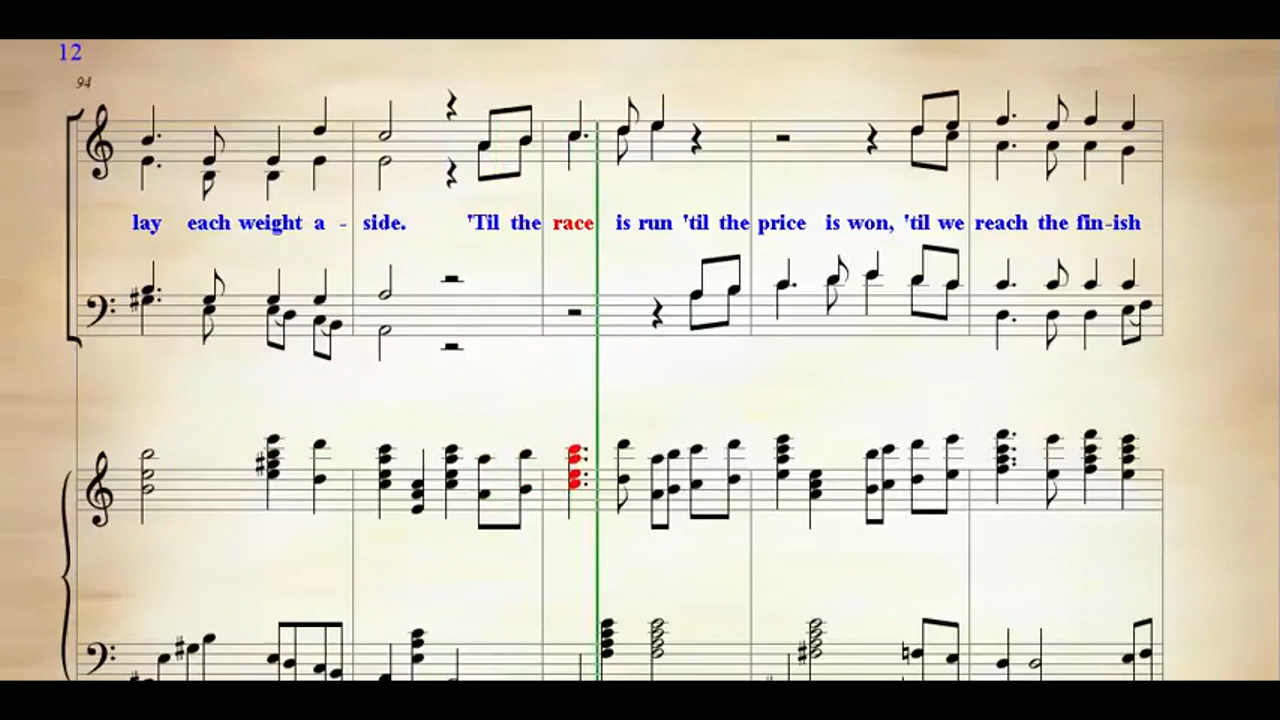 12
94
lay each weight a - side. 'Til the race is run 'til the price is won, 'til we reach the fin-ish